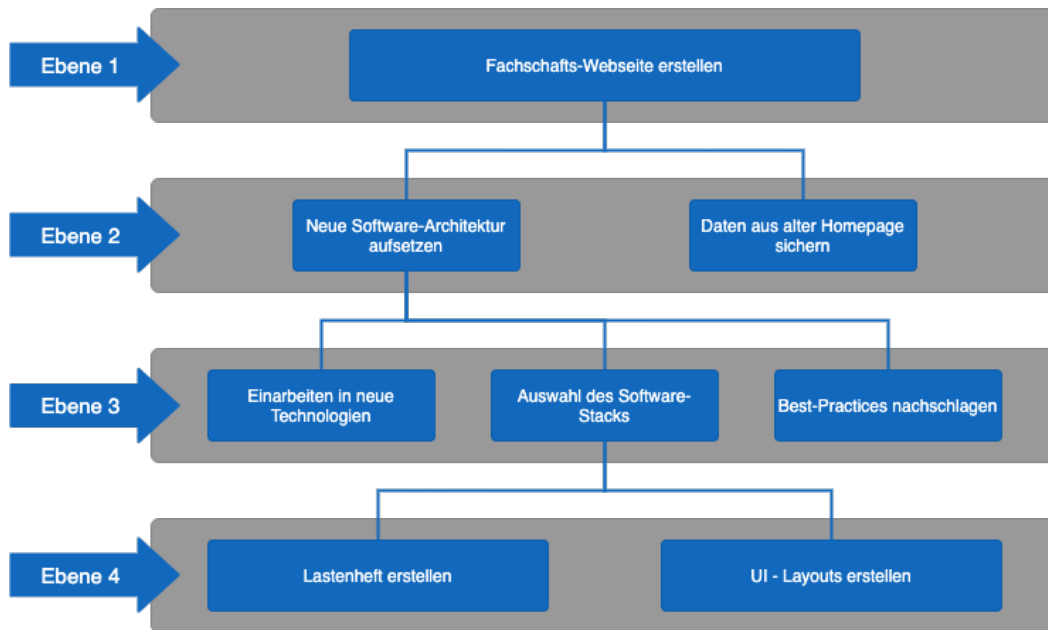 Ebene 1
Fachschafts-Webseite erstellen
Ebene 2
Neue Software-Architektur
aufsetzen
Daten aus alter Homepage
sichern
Ebene 3
Einarbeiten in neue
Technologien
Auswahl des Software-
Stacks
Best-Practices nachschlagen
Ebene 4
Lastenheft erstellen
UI - Layouts erstellen